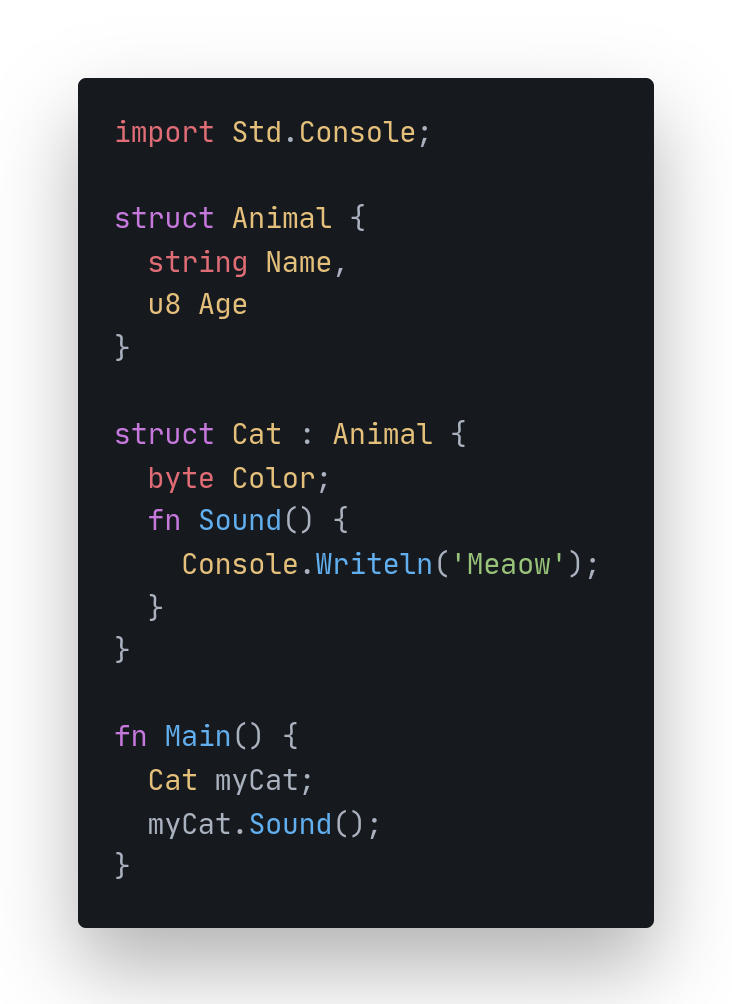 import Std.Console;
struct Animal {
  string Name,
  u8 Age
}
struct Cat : Animal {
  byte Color;
  fn Sound() {
    Console.Writeln('Meaow');
  }
}
fn Main() {
  Cat myCat;
  myCat.Sound();
}